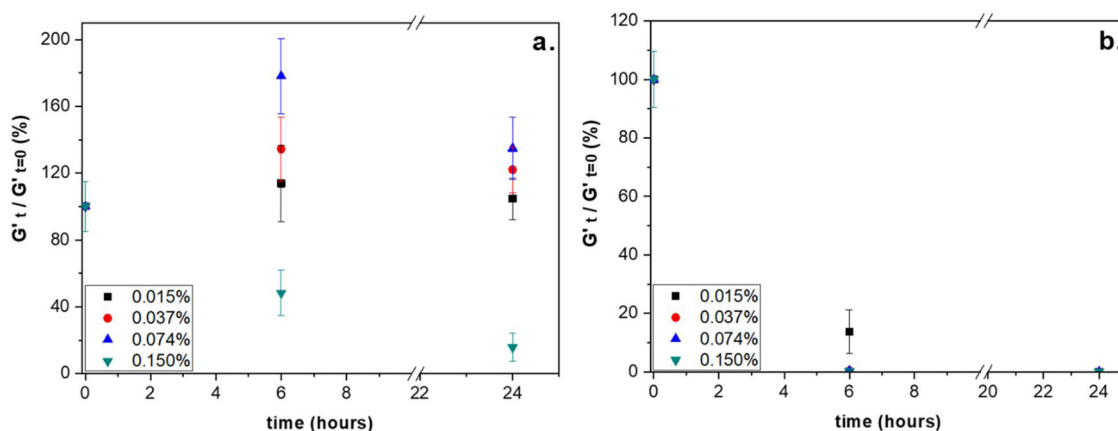 a.
G' t / G' t=0 (%)
200
160
120
80
40
0
0.015%
0.037%
0.074%
0.150%
0 2 4 6 8 22 24
time (hours)
b.
G' t / G' t=0 (%)
120
100
80
60
40
20
0
0.015%
0.037%
0.074%
0.150%
0 2 4 6 8 20 22 24
time (hours)